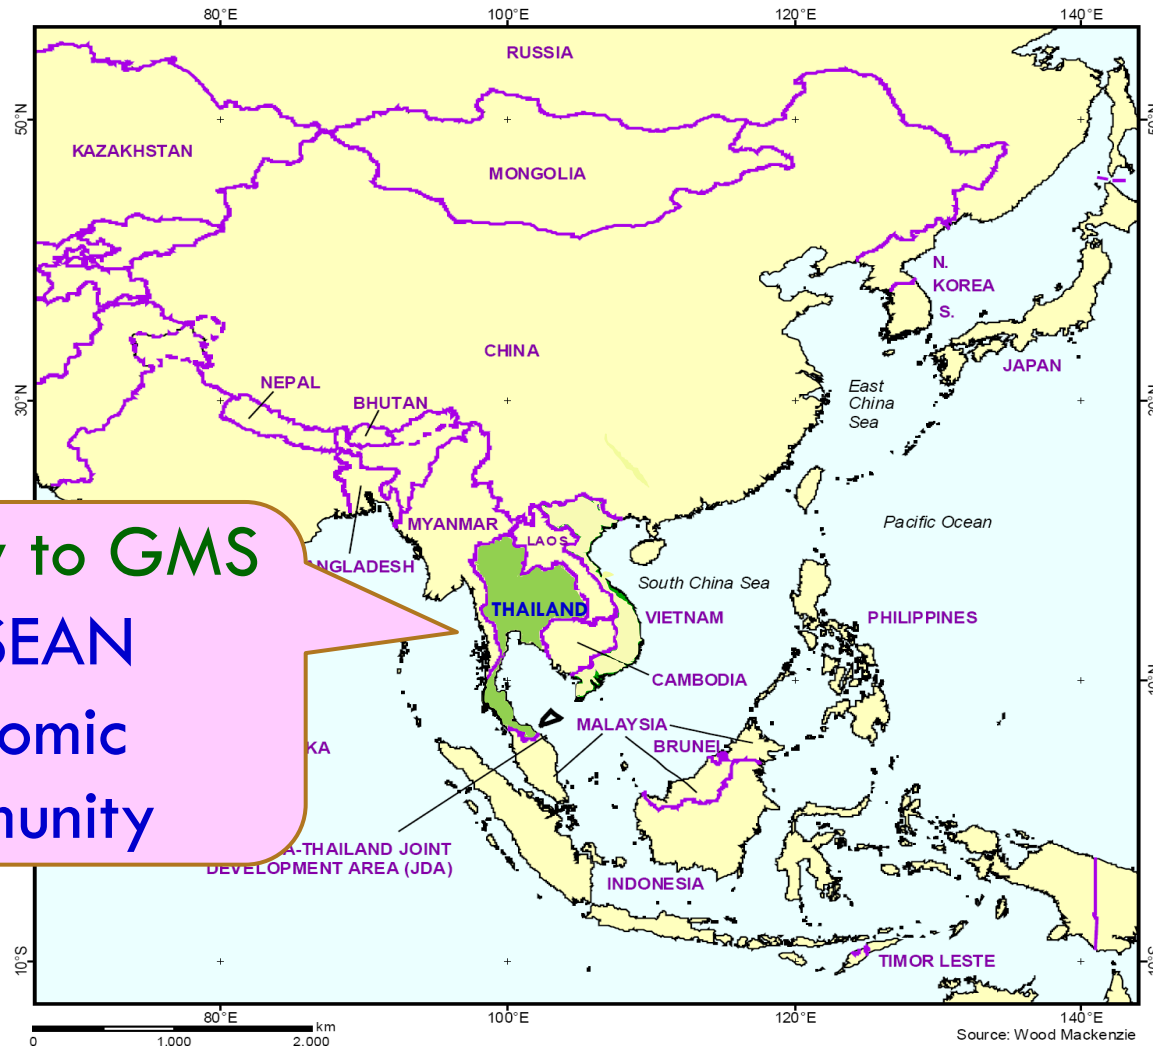 80°E 100°E 120°E 140°E
RUSSIA
50°N
KAZAKHSTAN
MONGOLIA
N.
KOREA
S.
CHINA
JAPAN
NEPAL
BHUTAN
30°N
East
China
Sea
MYANMAR
LAOS
Pacific Ocean
to GMS
NGLADESH
South China Sea
THAILAND
VIETNAM
PHILIPPINES
SEAN
CAMBODIA
10°N
MALAYSIA
omic
KA
BRUNEI
munity
A-THAILAND JOINT
DEVELOPMENT AREA (JDA)
INDONESIA
TIMOR LESTE
10°S
80°E 100°E 120°E 140°E
km
0 1,000 2,000
Source: Wood Mackenzie